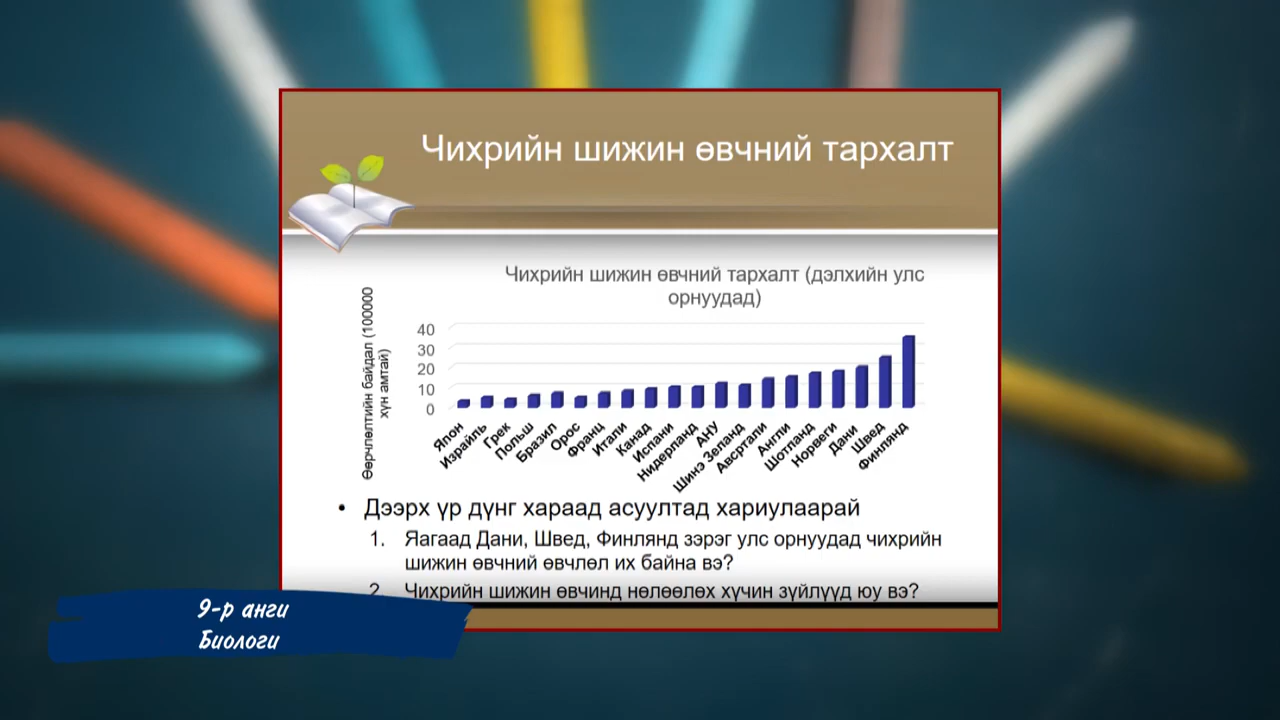 Чихрийн шижин өвчний тархалт
Чихрийн шижин өвчний тархалт (дэлхийн улс
орнуудад)
Өөрчлөлтийн байдал (100000
хүн амтай)
40
30
20
10
0
Япон
Израйль
Грек
Польш
Бразил
Орос
Франц
Итали
Канад
Испани
Нидерланд
АНУ
Шинэ Зеланд
Австрали
Англи
Шотланд
Норвеги
Дани
Швед
Финлянд
• Дээрх үр дүнг хараад асуултад хариулаарай
1. Яагаад Дани, Швед, Финлянд зэрэг улс орнуудад чихрийн
шижин өвчний өвчлөл их байна вэ?
2. Чихрийн шижин өвчинд нөлөөлөх хүчин зүйлүүд юу вэ?
9-р анги
Биологи